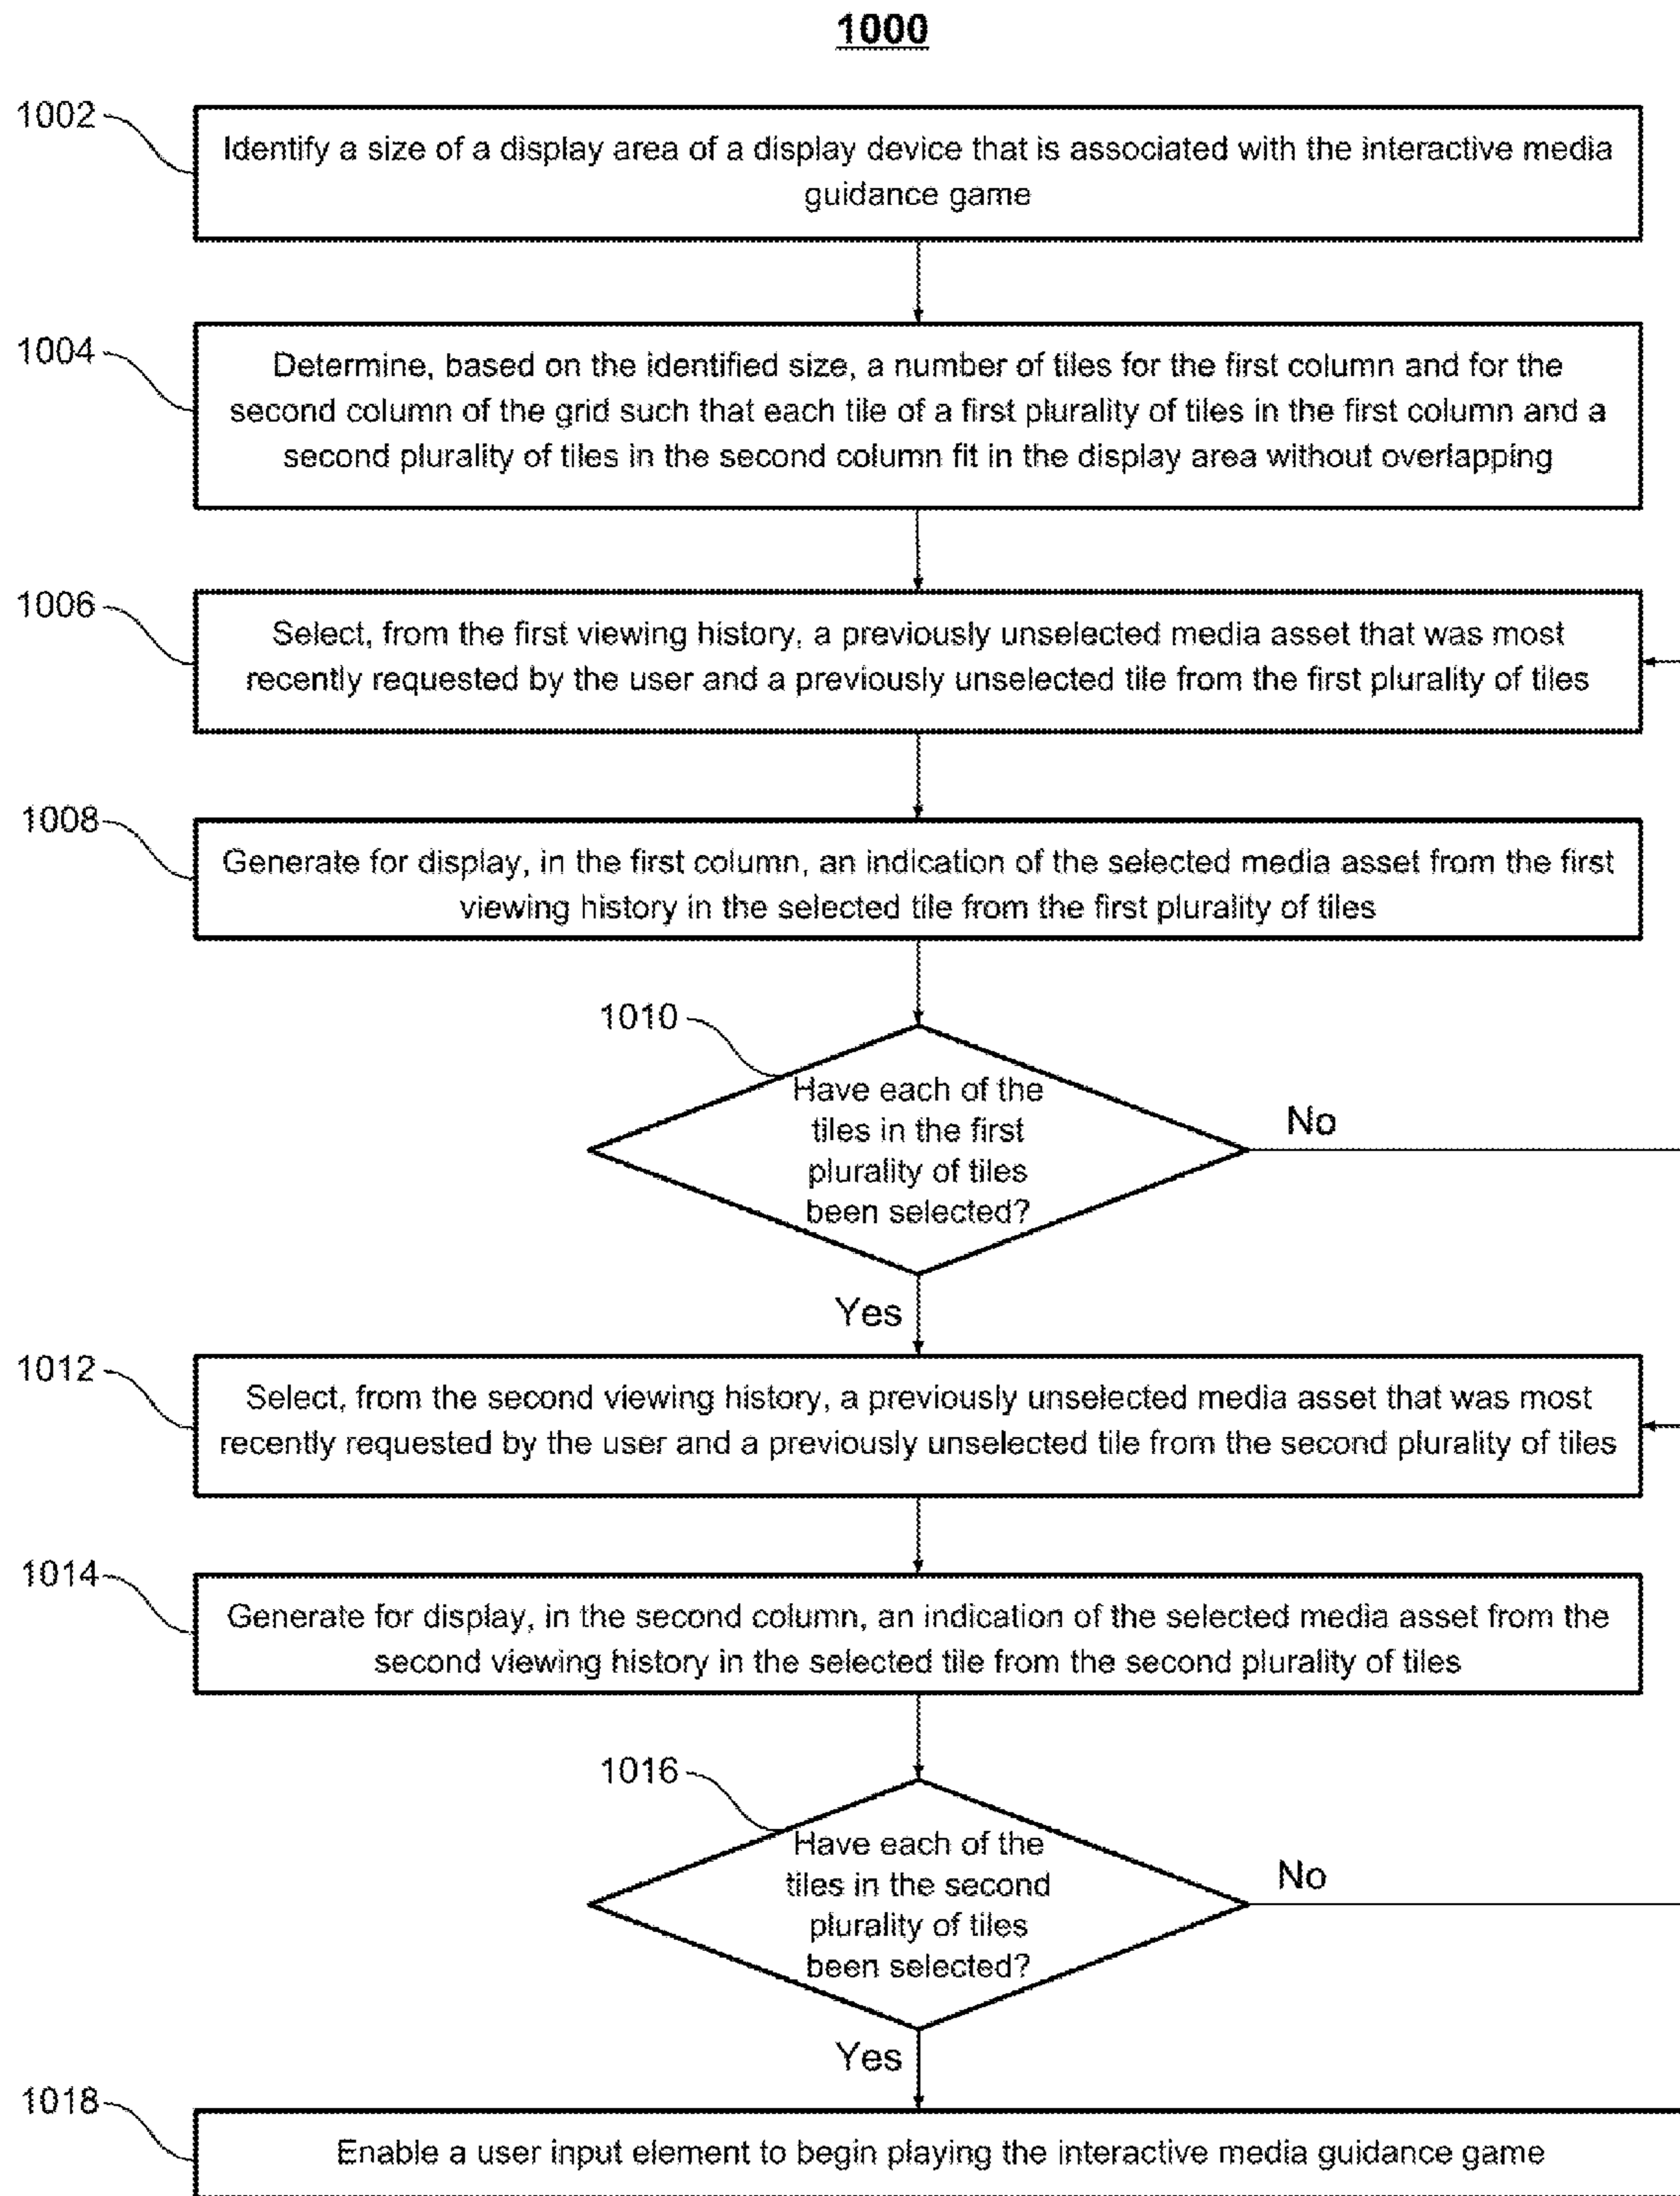 1000
1002
Identify a size of a display area of a display device that is associated with the interactive media
guidance game
1004
Determine, based on the identified size, a number of tiles for the first column and for the
second column of the grid such that each tile of a first plurality of tiles in the first column and a
second plurality of tiles in the second column fit in the display area without overlapping
1006
Select, from the first viewing history, a previously unselected media asset that was most
recently requested by the user and a previously unselected tile from the first plurality of tiles
1008
Generate for display, in the first column, an indication of the selected media asset from the first
viewing history in the selected tile from the first plurality of tiles
1010
Have each of the
tiles in the first
plurality of tiles
been selected?
No
Yes
1012
Select, from the second viewing history, a previously unselected media asset that was most
recently requested by the user and a previously unselected tile from the second plurality of tiles
1014
Generate for display, in the second column, an indication of the selected media asset from the
second viewing history in the selected tile from the second plurality of tiles
1016
Have each of the
tiles in the second
plurality of tiles
been selected?
No
Yes
1018
Enable a user input element to begin playing the interactive media guidance game